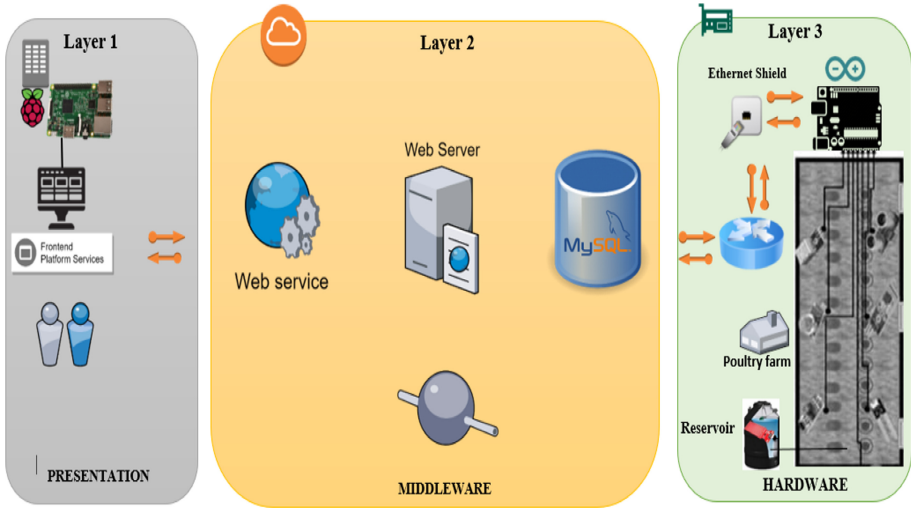 Layer 1
Frontend
Platform Services
PRESENTATION
Layer 2
Web service
Web Server
MySQL
MIDDLEWARE
Layer 3
Ethernet Shield
Poultry farm
Reservoir
HARDWARE